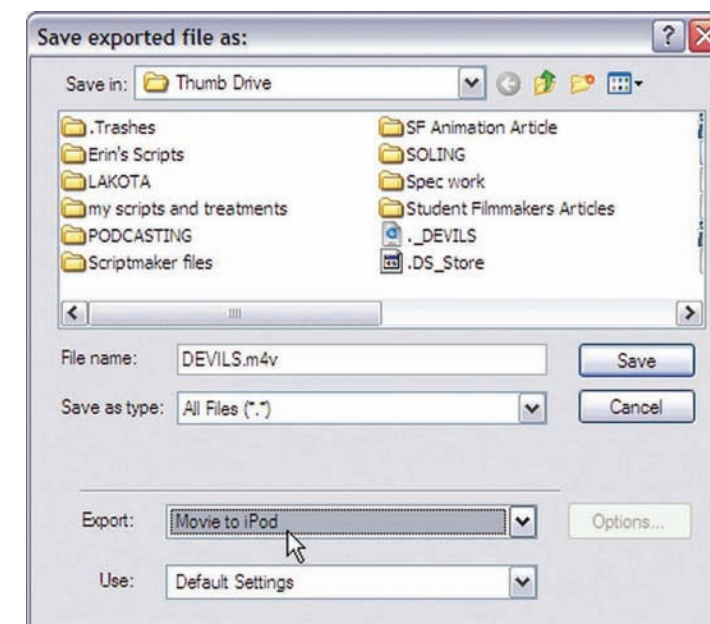 Save exported file as:
Save in: Thumb Drive
.Trashes
Erin's Scripts
LAKOTA
my scripts and treatments
PODCASTING
Scriptmaker files
SF Animation Article
SOLING
Spec work
Student Filmmakers Articles
._DEVILS
.DS_Store
File name: DEVILS.m4v
Save
Save as type: All Files (*.*)
Cancel
Export: Movie to iPod
Options...
Use: Default Settings